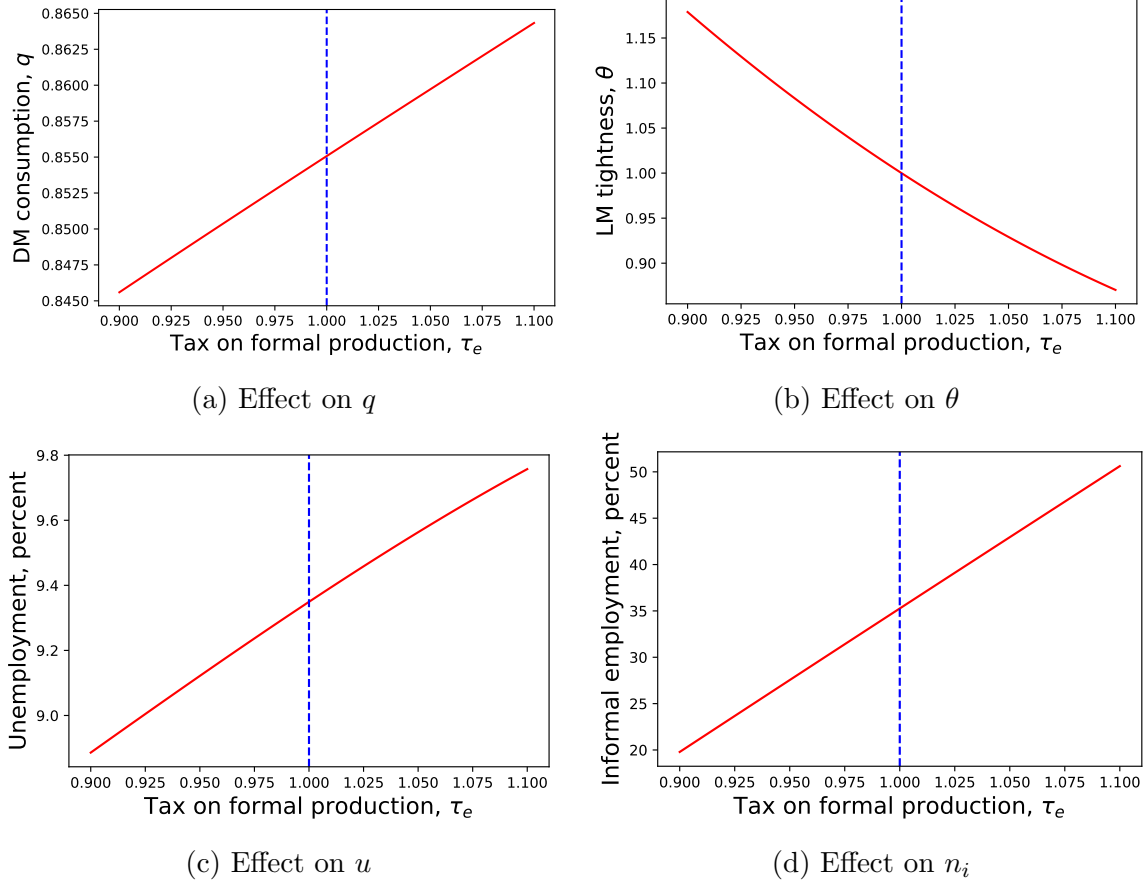 0.8650
0.8625
0.8600
0.8575
0.8550
0.8525
0.8500
0.8475
0.8450
DM consumption, q
0.900 0.925 0.950 0.975 1.000 1.025 1.050 1.075 1.100
Tax on formal production, τₑ
(a) Effect on q
1.15
1.10
1.05
1.00
0.95
0.90
LM tightness, θ
0.900 0.925 0.950 0.975 1.000 1.025 1.050 1.075 1.100
Tax on formal production, τₑ
(b) Effect on θ
9.8
9.6
9.4
9.2
9.0
Unemployment, percent
0.900 0.925 0.950 0.975 1.000 1.025 1.050 1.075 1.100
Tax on formal production, τₑ
(c) Effect on u
50
45
40
35
30
25
20
Informal employment, percent
0.900 0.925 0.950 0.975 1.000 1.025 1.050 1.075 1.100
Tax on formal production, τₑ
(d) Effect on nᵢ